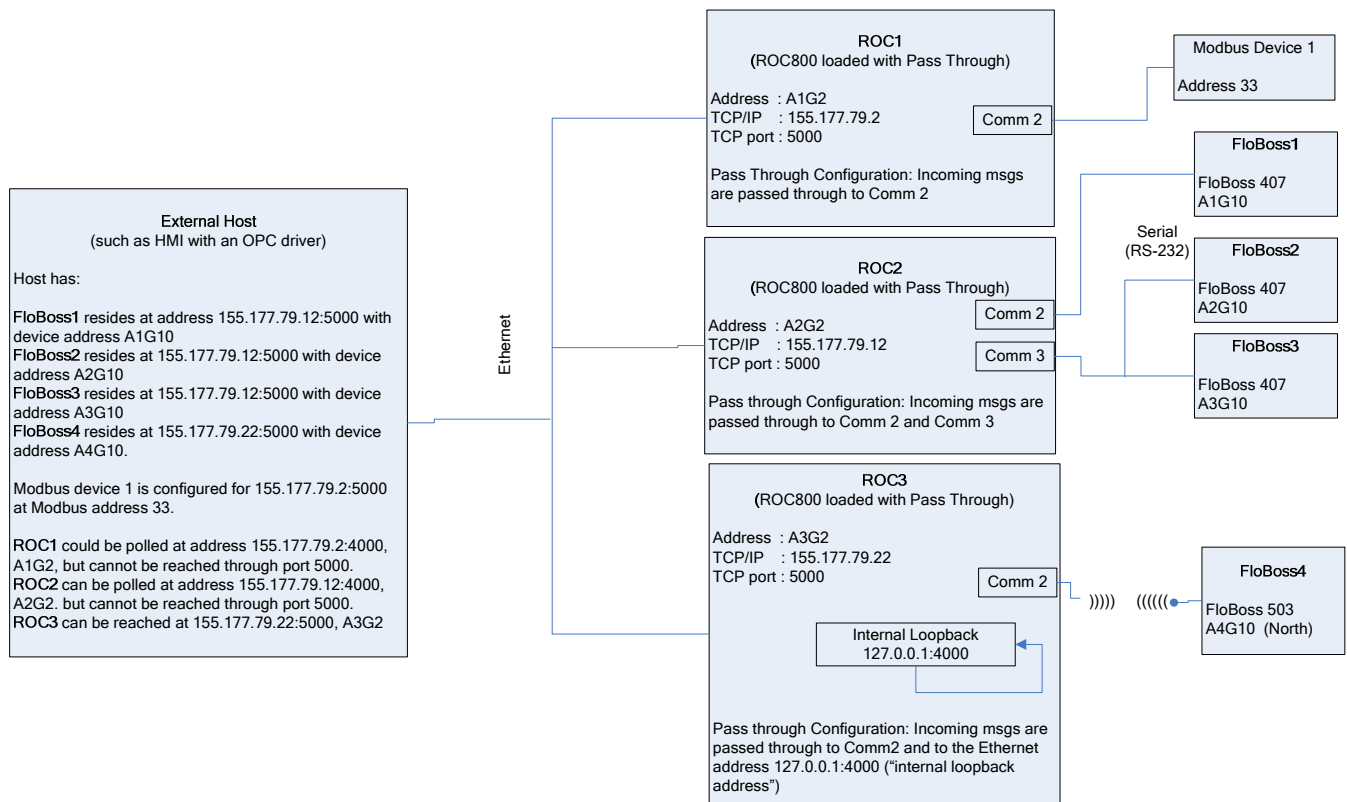 External Host
(such as HMI with an OPC driver)
Host has:
FloBoss1 resides at address 155.177.79.12:5000 with
device address A1G10
FloBoss2 resides at 155.177.79.12:5000 with device
address A2G10
FloBoss3 resides at 155.177.79.12:5000 with device
address A3G10
FloBoss4 resides at 155.177.79.22:5000 with device
address A4G10.
Modbus device 1 is configured for 155.177.79.2:5000
at Modbus address 33.
ROC1 could be polled at address 155.177.79.2:4000,
A1G2, but cannot be reached through port 5000.
ROC2 can be polled at address 155.177.79.12:4000,
A2G2. but cannot be reached through port 5000.
ROC3 can be reached at 155.177.79.22:5000, A3G2
Ethernet
ROC1
(ROC800 loaded with Pass Through)
Address : A1G2
TCP/IP : 155.177.79.2
TCP port : 5000
Comm 2
Pass Through Configuration: Incoming msgs
are passed through to Comm 2
ROC2
(ROC800 loaded with Pass Through)
Address : A2G2
TCP/IP : 155.177.79.12
TCP port : 5000
Comm 2
Comm 3
Pass through Configuration: Incoming msgs are
passed through to Comm 2 and Comm 3
ROC3
(ROC800 loaded with Pass Through)
Address : A3G2
TCP/IP : 155.177.79.22
TCP port : 5000
Comm 2
Internal Loopback
127.0.0.1:4000
Pass through Configuration: Incoming msgs are
passed through to Comm2 and to the Ethernet
address 127.0.0.1:4000 (“internal loopback
address”)
Modbus Device 1
Address 33
FloBoss1
FloBoss 407
A1G10
Serial
(RS-232)
FloBoss2
FloBoss 407
A2G10
FloBoss3
FloBoss 407
A3G10
))))) ((((((
FloBoss4
FloBoss 503
A4G10 (North)